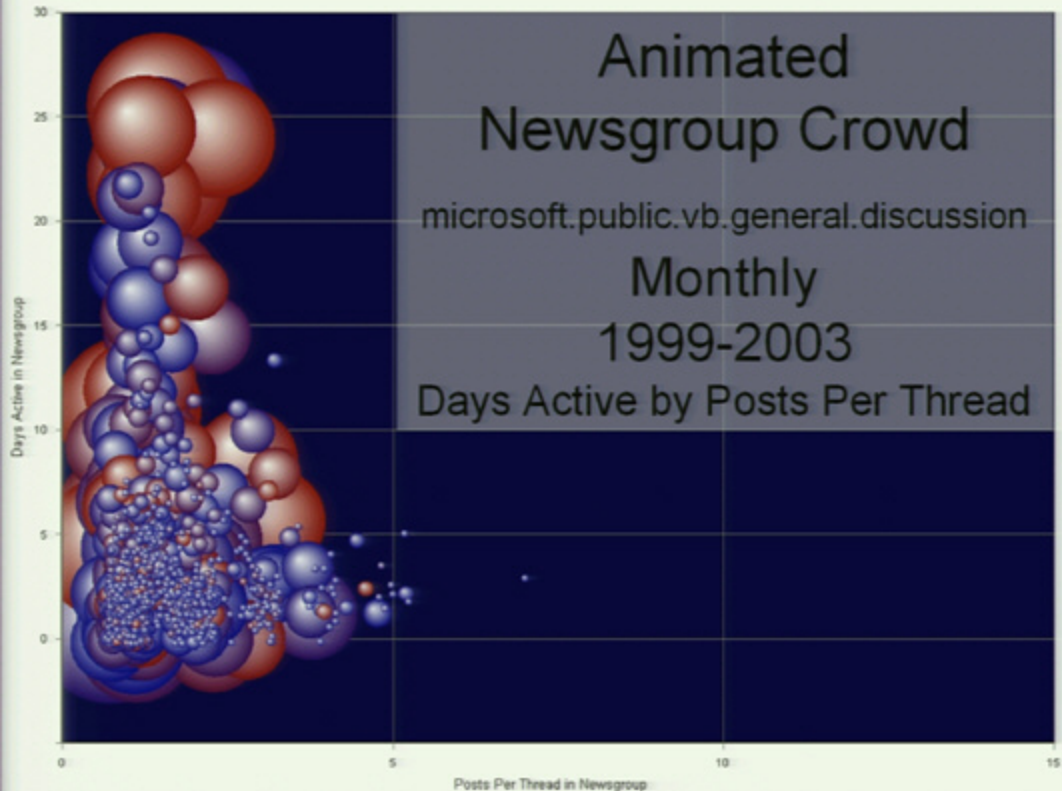 30
25
20
15
10
5
0
Days Active in Newsgroup
Animated
Newsgroup Crowd
microsoft.public.vb.general.discussion
Monthly
1999-2003
Days Active by Posts Per Thread
0 5 10 15
Posts Per Thread in Newsgroup